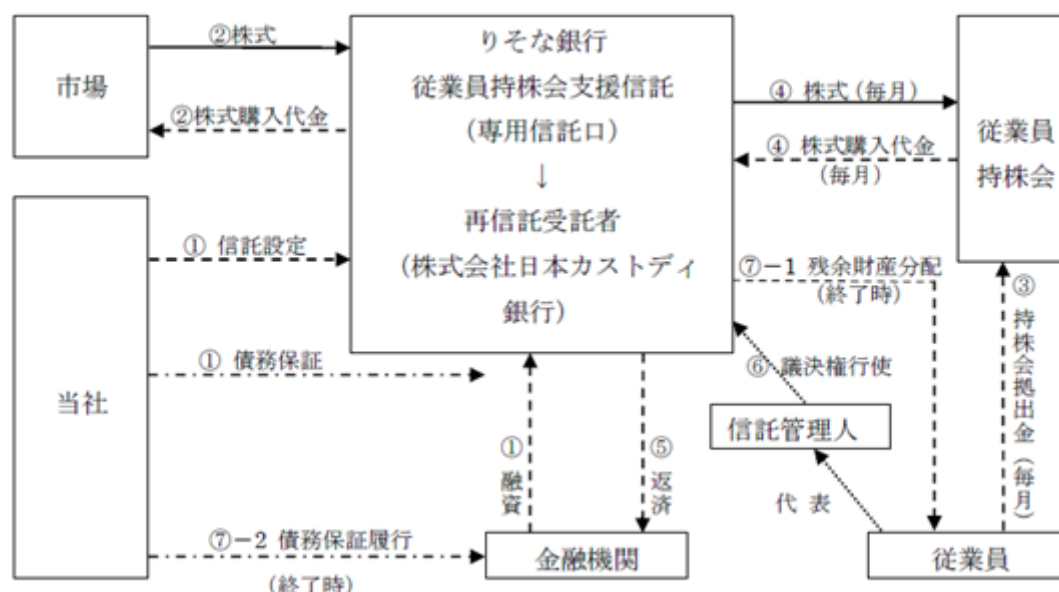 市場
②株式
②株式購入代金
りそな銀行
従業員持株会支援信託
(専用信託口)
↓
再信託受託者
(株式会社日本カストディ
銀行)
④ 株式(毎月)
④ 株式購入代金
(毎月)
従業員
持株会
当社
① 信託設定
① 債務保証
⑦-1 残余財産分配
(終了時)
③持株会拠出金(毎月)
⑥ 議決権行使
信託管理人
①融資
⑤返済
代 表
⑦-2 債務保証履行
(終了時)
金融機関
従業員